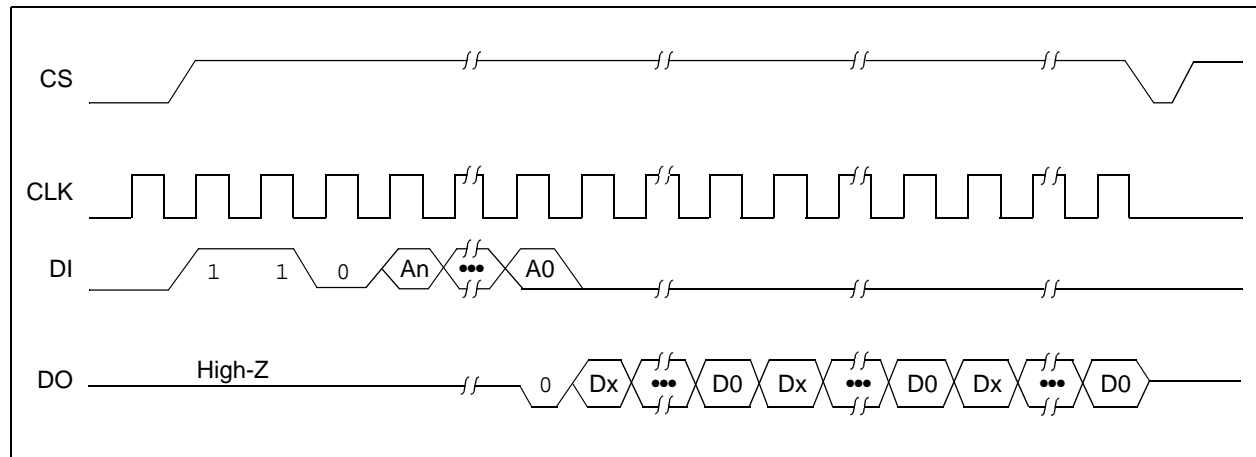 CS
CLK
DI 1 1 0 An ••• A0
DO High-Z 0 Dx ••• D0 Dx ••• D0 Dx ••• D0